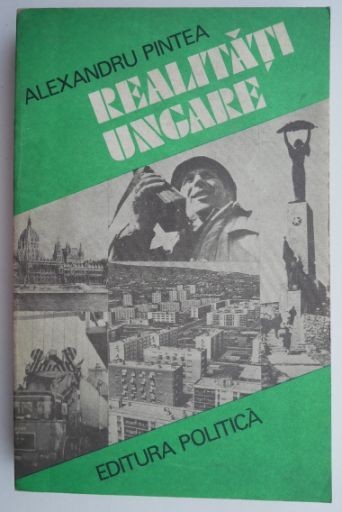 ALEXANDRU PINTEA
REALITĂȚI
UNGARE
EDITURA POLITICĂ